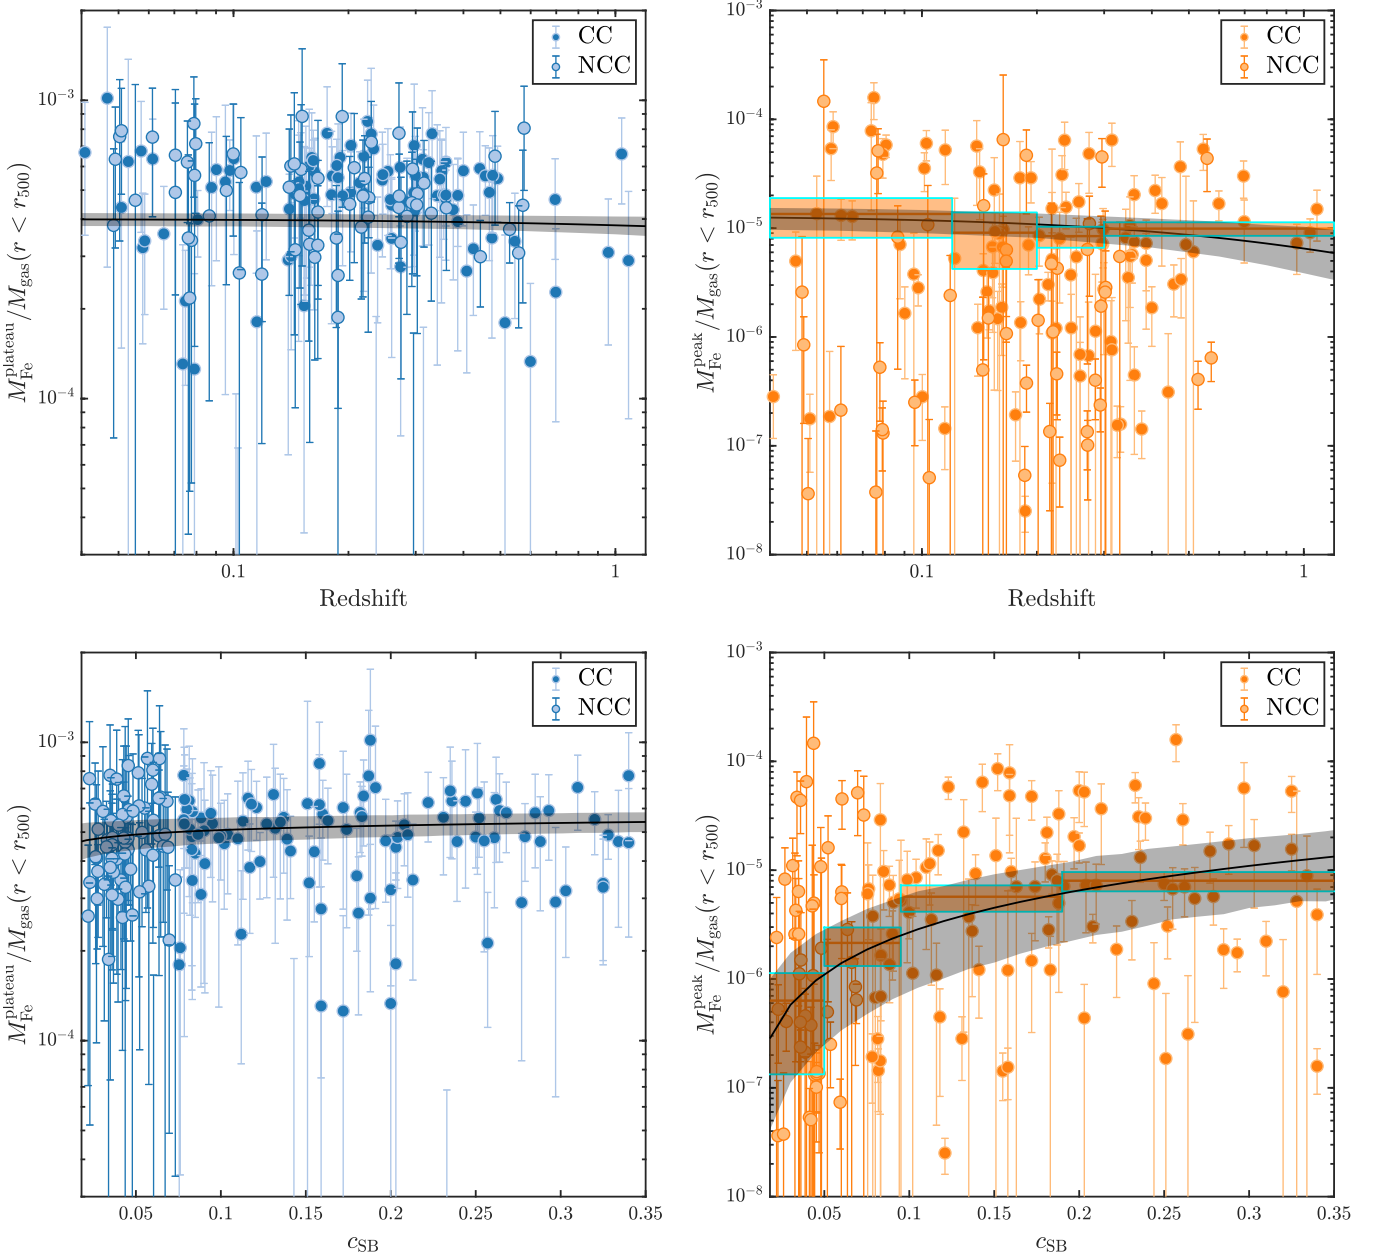 CC
NCC
10⁻³
10⁻⁴
0.1
1
Redshift
M_Fe^plateau/M_gas(r < r_500)
CC
NCC
10⁻³
10⁻⁴
10⁻⁵
10⁻⁶
10⁻⁷
10⁻⁸
0.1
1
Redshift
M_Fe^peak/M_gas(r < r_500)
CC
NCC
10⁻³
10⁻⁴
0.05
0.1
0.15
0.2
0.25
0.3
0.35
c_SB
M_Fe^plateau/M_gas(r < r_500)
CC
NCC
10⁻³
10⁻⁴
10⁻⁵
10⁻⁶
10⁻⁷
10⁻⁸
0.05
0.1
0.15
0.2
0.25
0.3
0.35
c_SB
M_Fe^peak/M_gas(r < r_500)